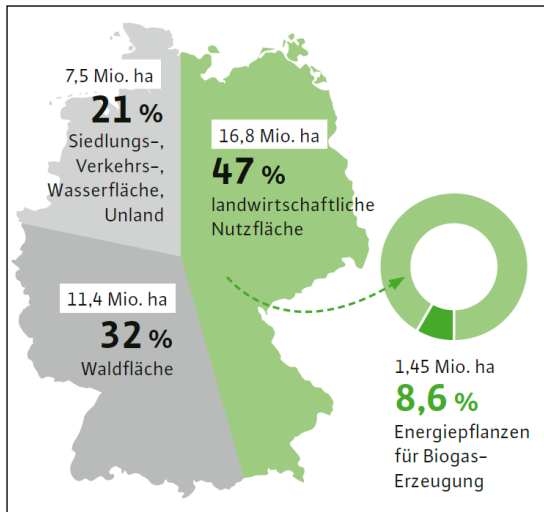 7,5 Mio. ha
21 %
Siedlungs-,
Verkehrs-,
Wasserfläche,
Unland
16,8 Mio. ha
47 %
landwirtschaftliche
Nutzfläche
11,4 Mio. ha
32 %
Waldfläche
1,45 Mio. ha
8,6 %
Energiepflanzen
für Biogas-
Erzeugung